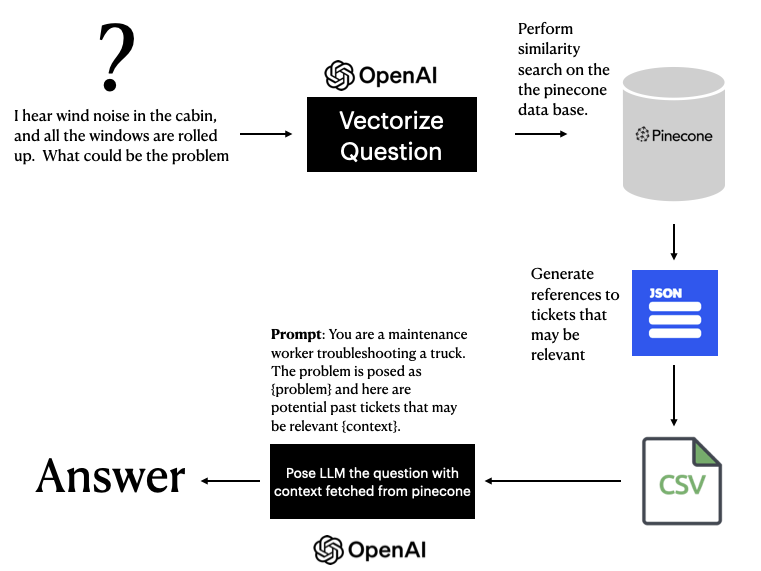 ?
I hear wind noise in the cabin,
and all the windows are rolled
up. What could be the problem
OpenAI
Vectorize
Question
Perform
similarity
search on the
the pinecone
data base.
Pinecone
Generate
references to
tickets that
may be
relevant
JSON
CSV
Prompt: You are a maintenance
worker troubleshooting a truck.
The problem is posed as
{problem} and here are
potential past tickets that may
be relevant {context}.
Pose LLM the question with
context fetched from pinecone
OpenAI
Answer